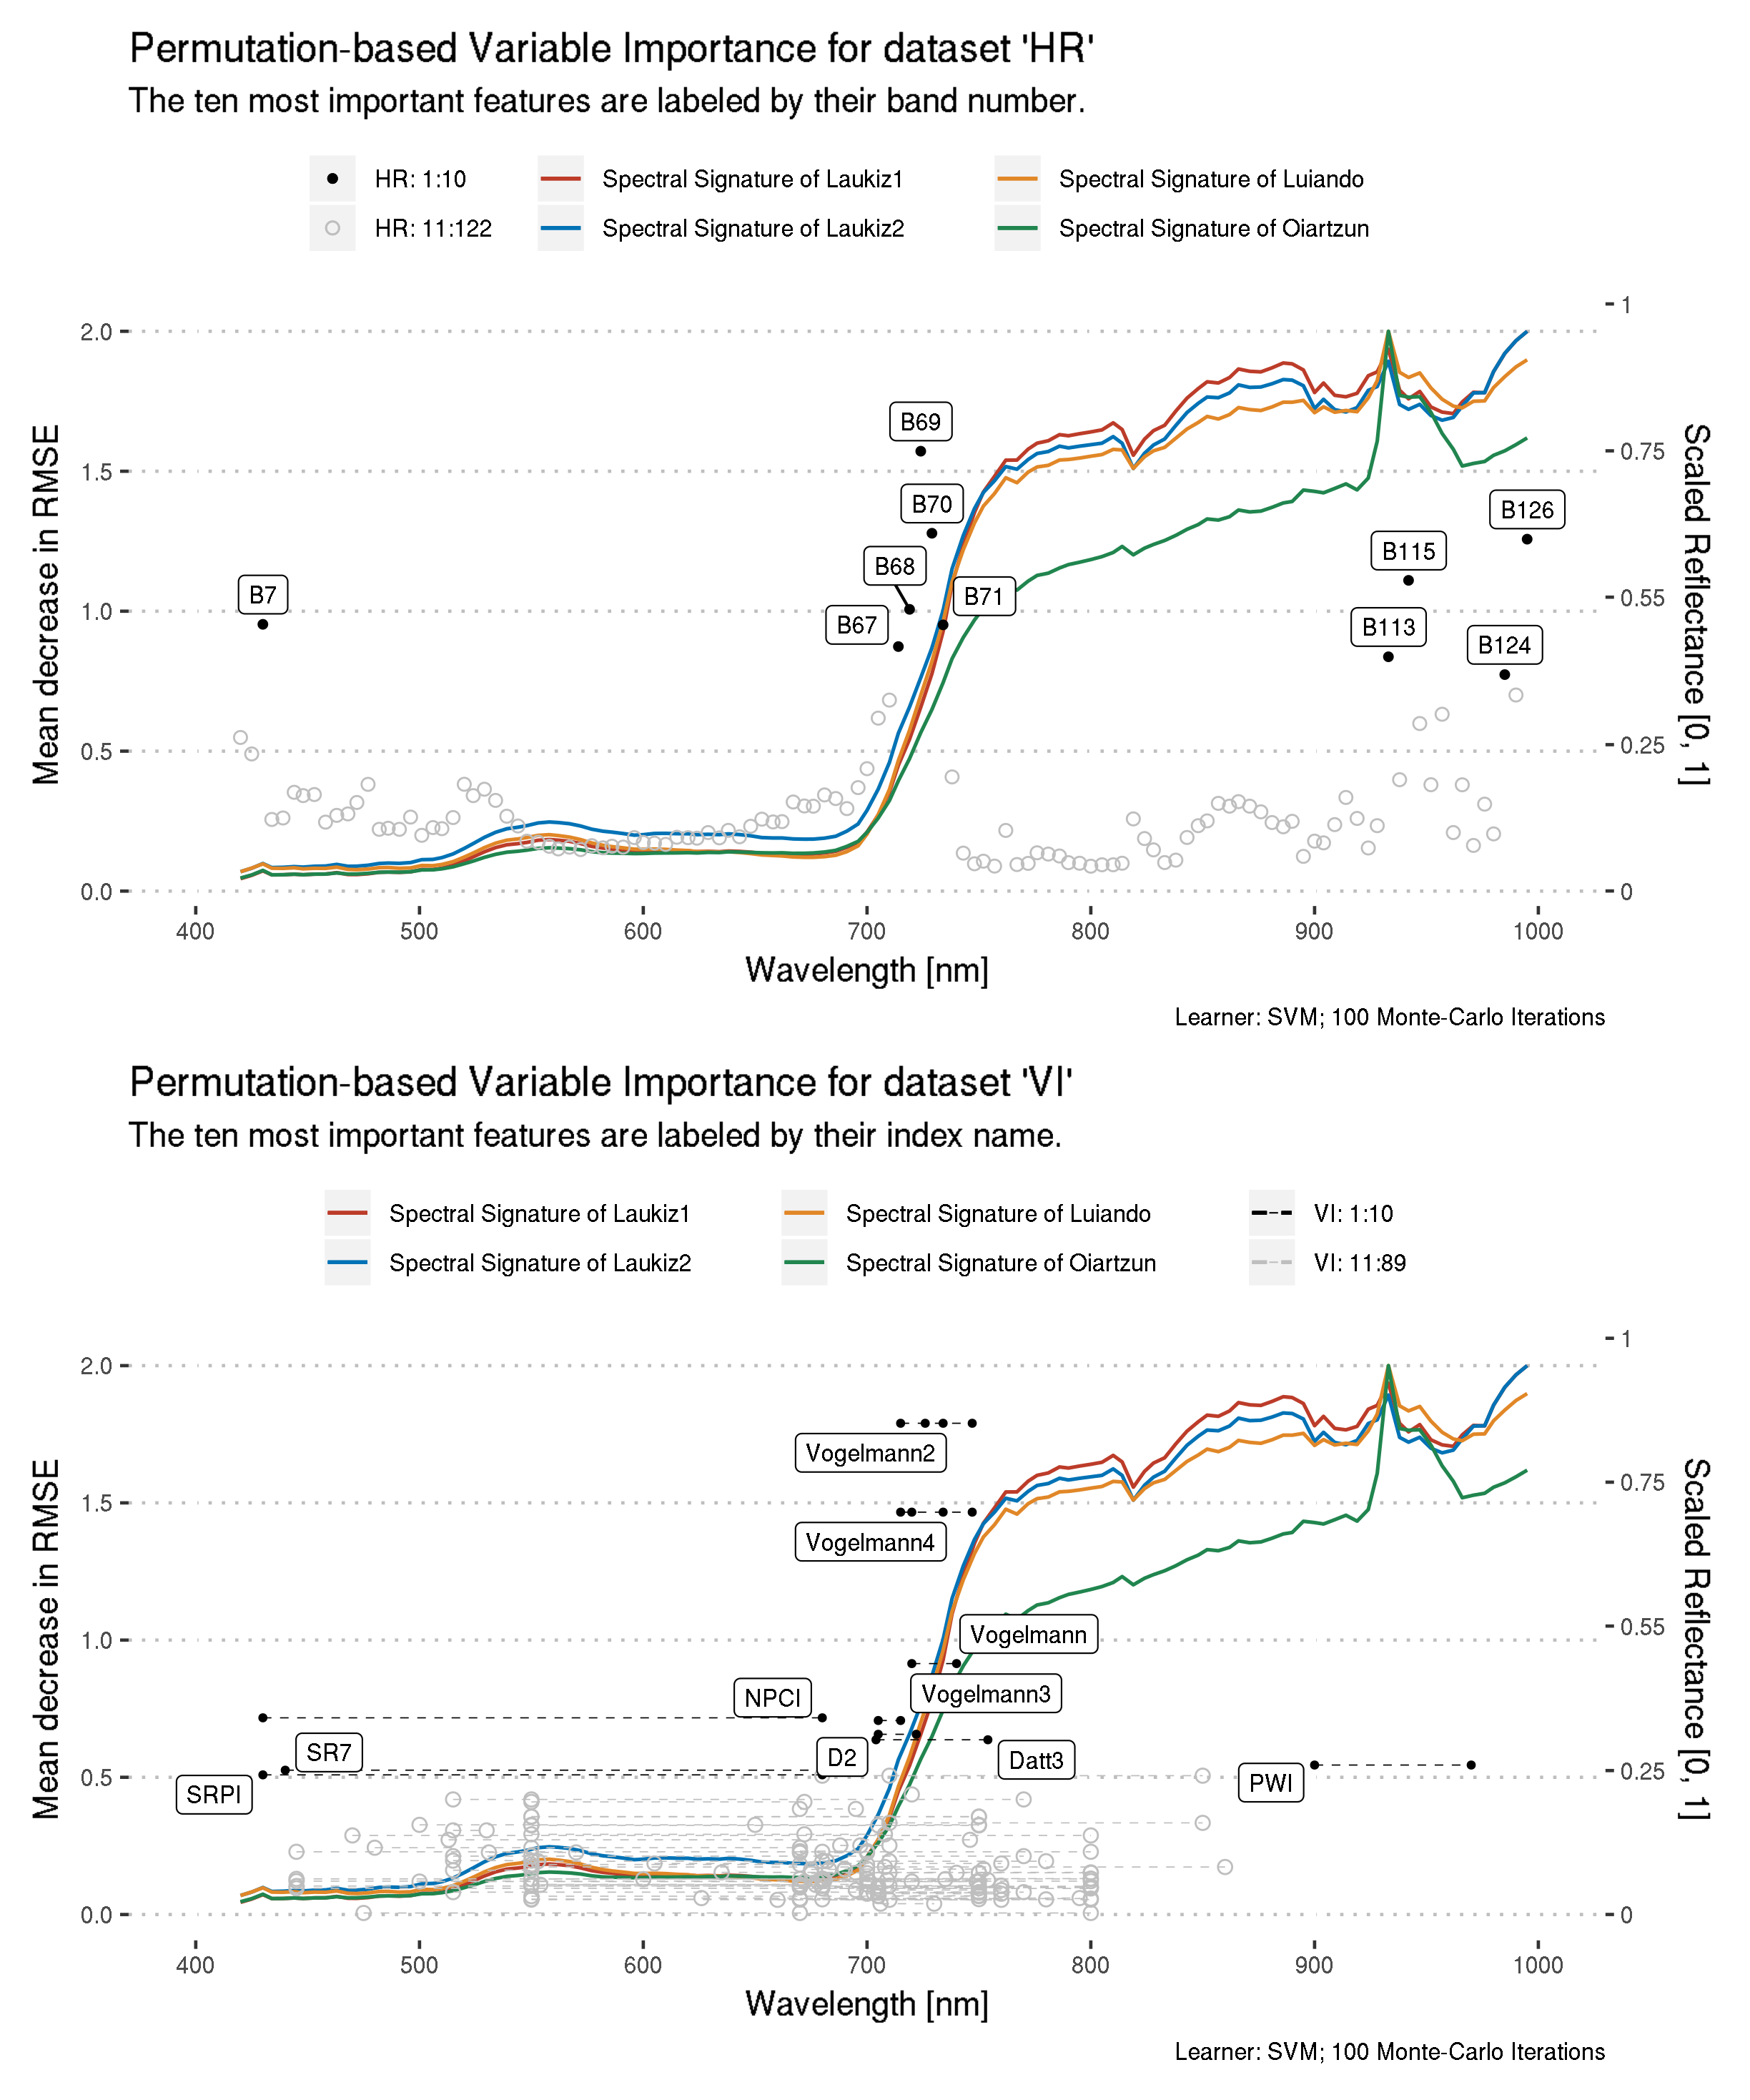 Permutation-based Variable Importance for dataset 'HR'
The ten most important features are labeled by their band number.
HR: 1:10
Spectral Signature of Laukiz1
Spectral Signature of Luiando
HR: 11:122
Spectral Signature of Laukiz2
Spectral Signature of Oiartzun
Mean decrease in RMSE
2.0
1.5
1.0
0.5
0.0
B7
B69
B70
B68
B67
B71
B126
B115
B113
B124
1
0.75
0.55
0.25
0
Scaled Reflectance [0, 1]
400 500 600 700 800 900 1000
Wavelength [nm]
Learner: SVM; 100 Monte-Carlo Iterations
Permutation-based Variable Importance for dataset 'VI'
The ten most important features are labeled by their index name.
Spectral Signature of Laukiz1
Spectral Signature of Luiando
VI: 1:10
Spectral Signature of Laukiz2
Spectral Signature of Oiartzun
VI: 11:89
Mean decrease in RMSE
2.0
1.5
1.0
0.5
0.0
Vogelmann2
Vogelmann4
Vogelmann
Vogelmann3
NPCI
SR7
D2
Datt3
SRPI
PWI
1
0.75
0.55
0.25
0
Scaled Reflectance [0, 1]
400 500 600 700 800 900 1000
Wavelength [nm]
Learner: SVM; 100 Monte-Carlo Iterations